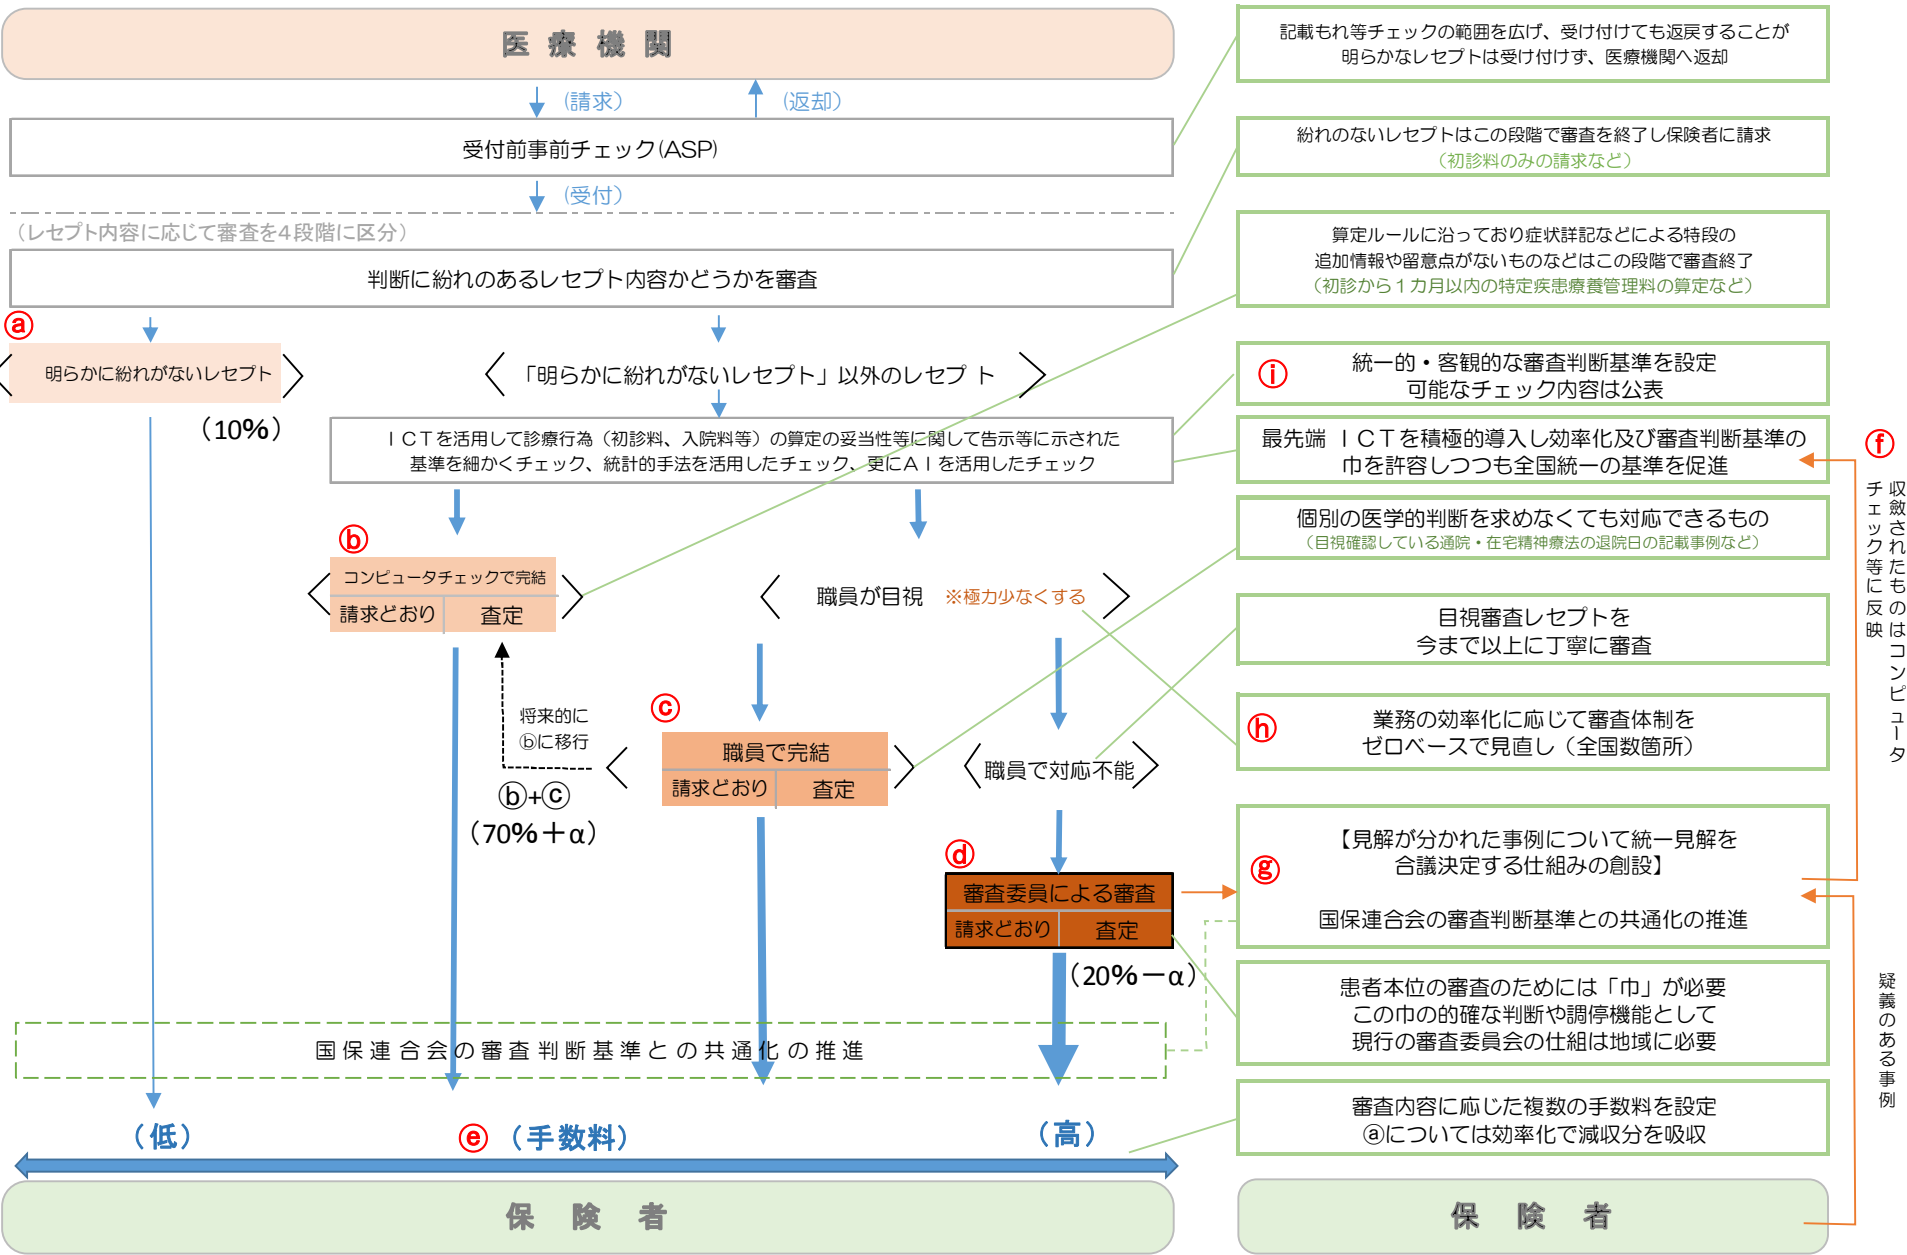 医療機関
(請求)
(返却)
受付前事前チェック(ASP)
(受付)
(レセプト内容に応じて審査を4段階に区分)
判断に紛れのあるレセプト内容かどうかを審査
ⓐ
明らかに紛れがないレセプト
(10%)
「明らかに紛れがないレセプト」以外のレセプト
ICTを活用して診療行為(初診料、入院料等)の算定の妥当性等に関して告示等に示された
基準を細かくチェック、統計的手法を活用したチェック、更にAIを活用したチェック
ⓑ
コンピュータチェックで完結
請求どおり 査定
職員が目視 ※極力少なくする
将来的に
ⓑに移行
ⓑ+ⓒ
(70%+α)
ⓒ
職員で完結
請求どおり 査定
職員で対応不能
ⓓ
審査委員による審査
請求どおり 査定
(20%-α)
国保連合会の審査判断基準との共通化の推進
(低)
ⓔ (手数料)
(高)
保険者
記載もれ等チェックの範囲を広げ、受け付けても返戻することが
明らかなレセプトは受け付けず、医療機関へ返却
紛れのないレセプトはこの段階で審査を終了し保険者に請求
(初診料のみの請求など)
算定ルールに沿っており症状詳記などによる特段の
追加情報や留意点がないものなどはこの段階で審査終了
(初診から1カ月以内の特定疾患療養管理料の算定など)
ⓘ
統一的・客観的な審査判断基準を設定
可能なチェック内容は公表
最先端ICTを積極的導入し効率化及び審査判断基準の
巾を許容しつつも全国統一の基準を促進
個別の医学的判断を求めなくても対応できるもの
(目視確認している通院・在宅精神療法の退院日の記載事例など)
目視審査レセプトを
今まで以上に丁寧に審査
ⓗ
業務の効率化に応じて審査体制を
ゼロベースで見直し(全国数箇所)
ⓖ
【見解が分かれた事例について統一見解を
合議決定する仕組みの創設】
国保連合会の審査判断基準との共通化の推進
患者本位の審査のためには「巾」が必要
この巾の的確な判断や調停機能として
現行の審査委員会の仕組は地域に必要
審査内容に応じた複数の手数料を設定
ⓐについては効率化で減収分を吸収
保険者
ⓕ
収斂されたものはコンピュータ
チェック等に反映
疑義のある事例